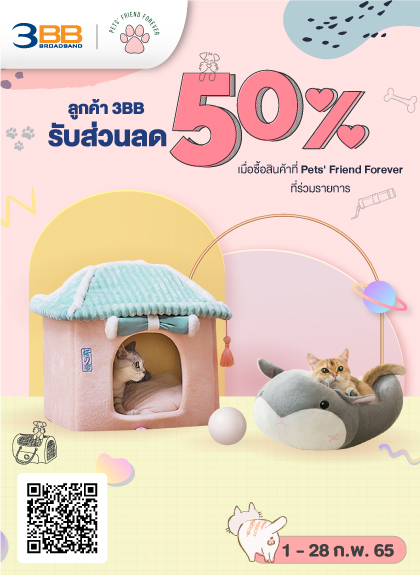 3BB
BROADBAND
PETS' FRIEND FOREVER
ลูกค้า 3BB
รับส่วนลด
50%
เมื่อซื้อสินค้าที่ Pets' Friend Forever
ที่ร่วมรายการ
1 - 28 ก.พ. 65